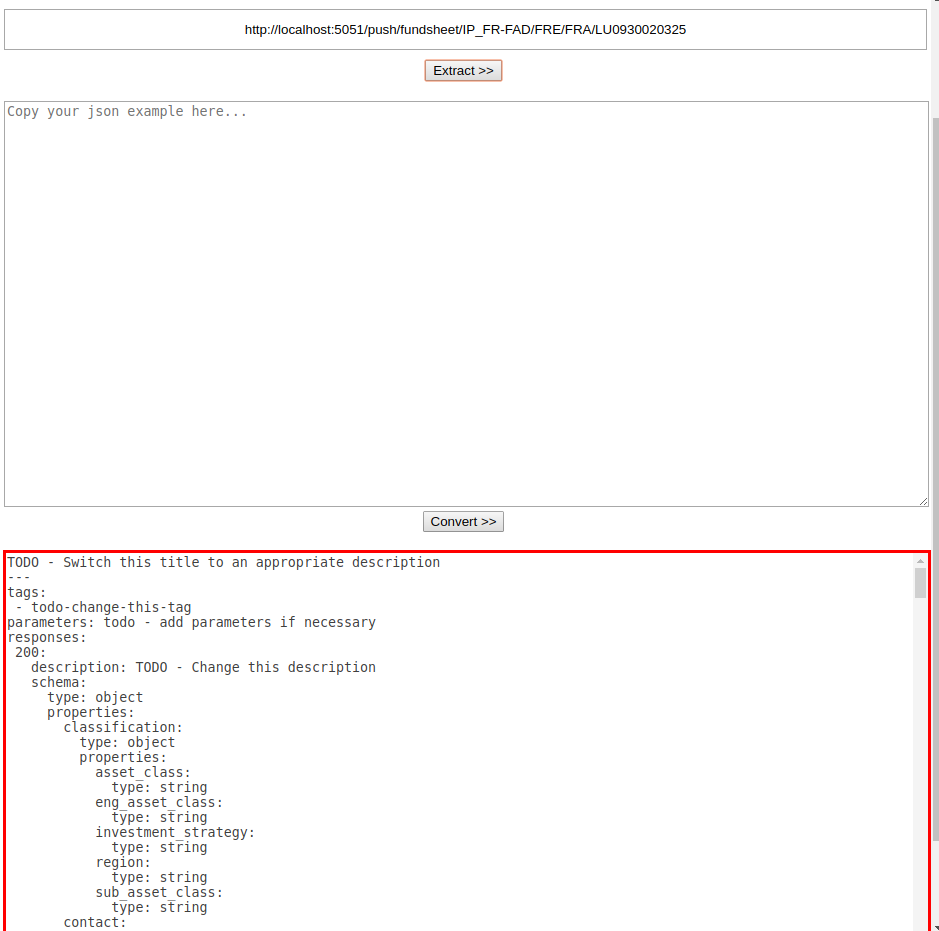 http://localhost:5051/push/fundsheet/IP_FR-FAD/FRE/FRA/LU0930020325
Extract >>
Copy your json example here...
Convert >>
TODO - Switch this title to an appropriate description
---
tags:
 - todo-change-this-tag
parameters: todo - add parameters if necessary
responses:
 200:
   description: TODO - Change this description
   schema:
     type: object
     properties:
       classification:
         type: object
         properties:
           asset_class:
             type: string
           eng_asset_class:
             type: string
           investment_strategy:
             type: string
           region:
             type: string
           sub_asset_class:
             type: string
       contact: